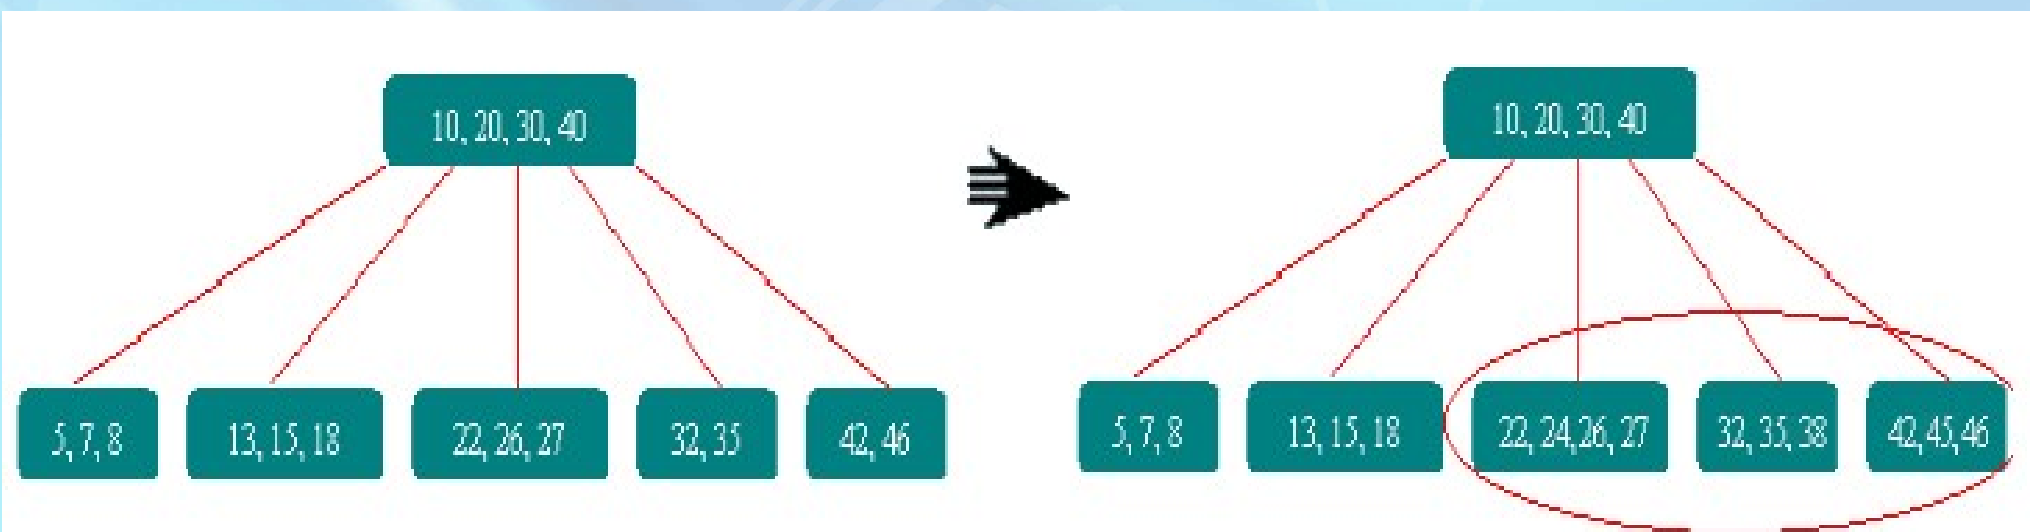 10, 20, 30, 40
5, 7, 8
13, 15, 18
22, 26, 27
32, 35
42, 46
10, 20, 30, 40
5, 7, 8
13, 15, 18
22, 24,26, 27
32, 35, 38
42,45,46